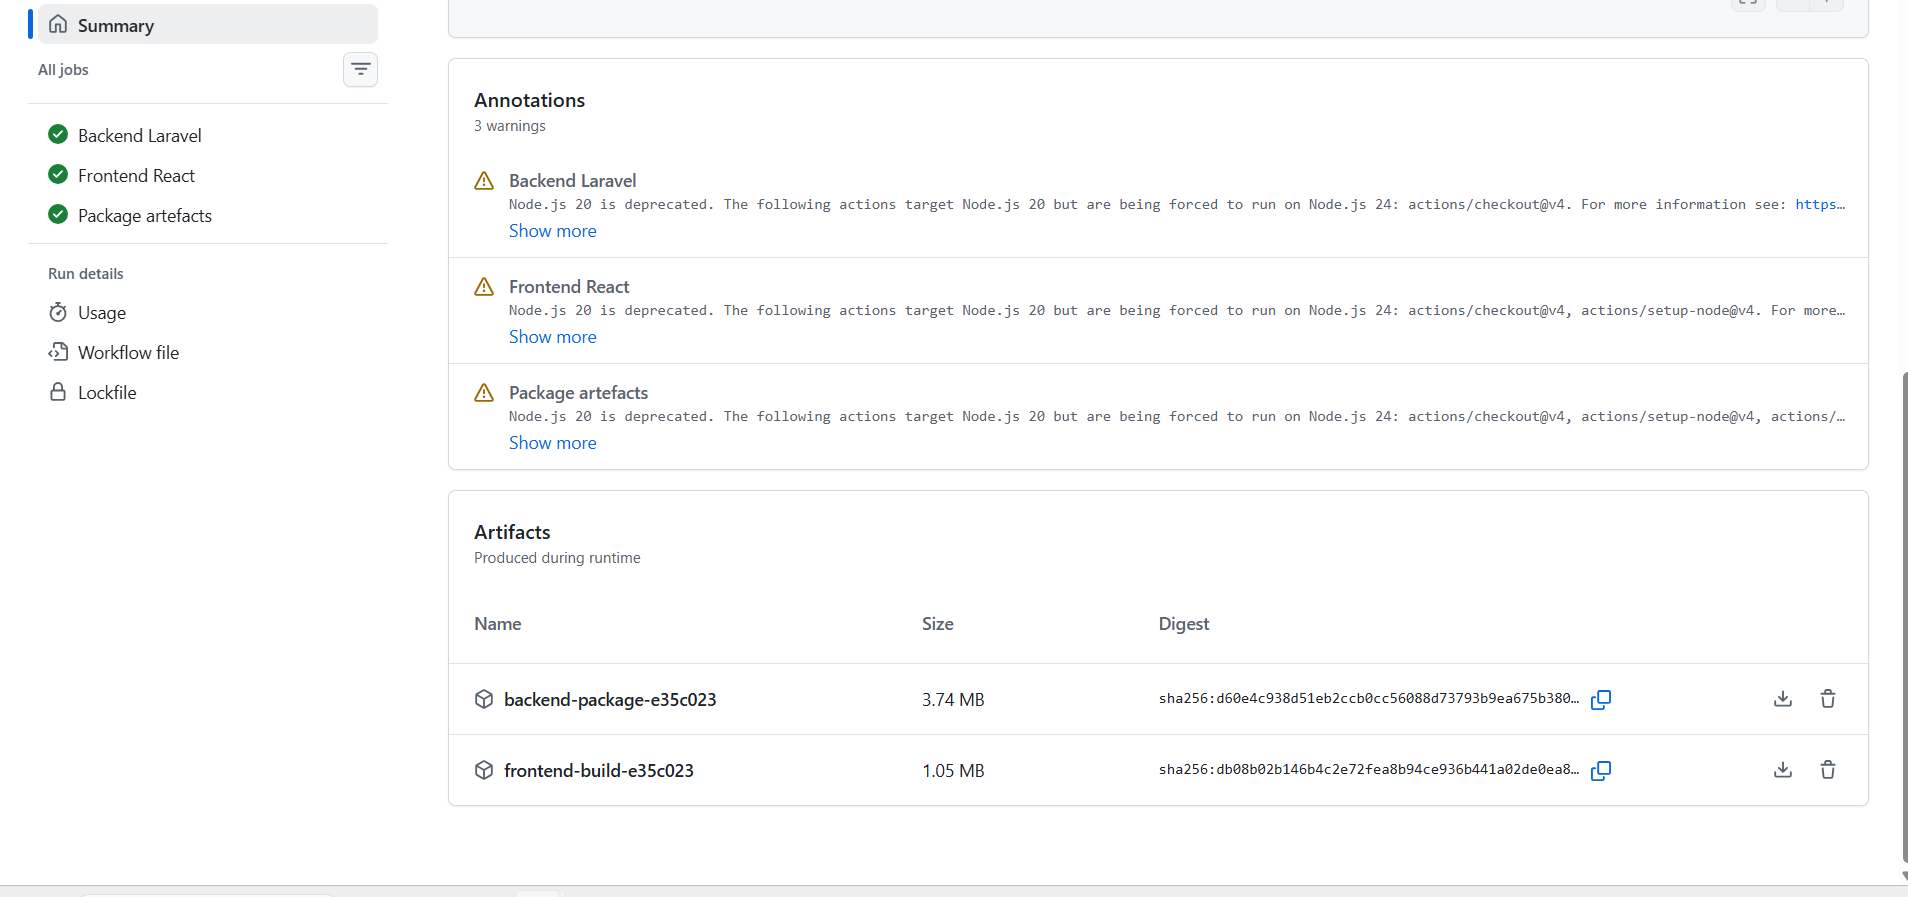 Summary
All jobs
Backend Laravel
Frontend React
Package artefacts
Run details
Usage
Workflow file
Lockfile
Annotations
3 warnings
Backend Laravel
Node.js 20 is deprecated. The following actions target Node.js 20 but are being forced to run on Node.js 24: actions/checkout@v4. For more information see: https…
Show more
Frontend React
Node.js 20 is deprecated. The following actions target Node.js 20 but are being forced to run on Node.js 24: actions/checkout@v4, actions/setup-node@v4. For more…
Show more
Package artefacts
Node.js 20 is deprecated. The following actions target Node.js 20 but are being forced to run on Node.js 24: actions/checkout@v4, actions/setup-node@v4, actions/…
Show more
Artifacts
Produced during runtime
Name Size Digest
backend-package-e35c023 3.74 MB sha256:d60e4c938d51eb2ccb0cc56088d73793b9ea675b380…
frontend-build-e35c023 1.05 MB sha256:db08b02b146b4c2e72fea8b94ce936b441a02de0ea8…